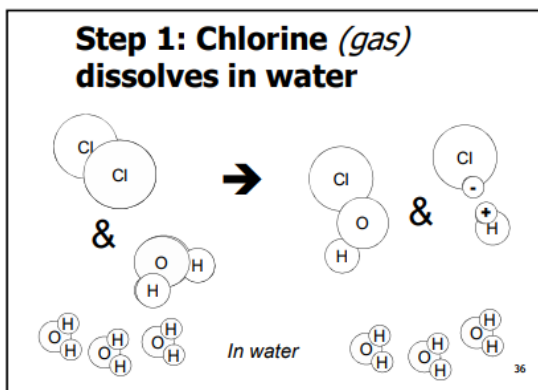 Step 1: Chlorine (gas)
dissolves in water
Cl
Cl
&
O
H
H
Cl
O
H
&
Cl
-
+
H
O
H
H
O
H
H
O
H
H
In water
O
H
H
O
H
H
O
H
H
36